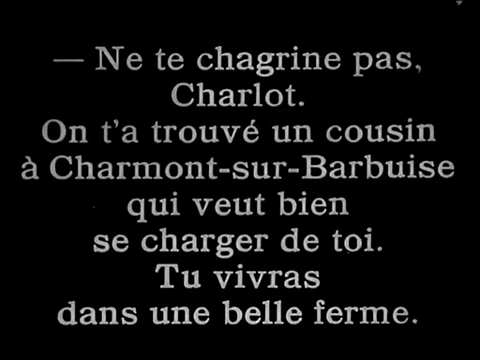 — Ne te chagrine pas,
Charlot.
On t'a trouvé un cousin
à Charmont-sur-Barbuise
qui veut bien
se charger de toi.
Tu vivras
dans une belle ferme.